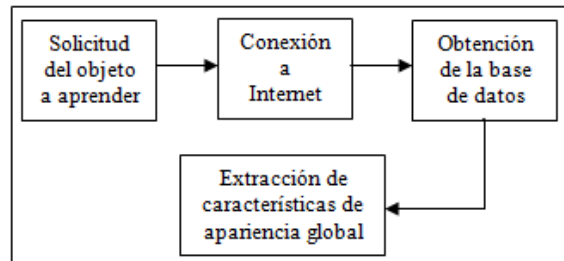 Solicitud
del objeto
a aprender
Conexión
a
Internet
Obtención
de la base
de datos
Extracción de
características de
apariencia global